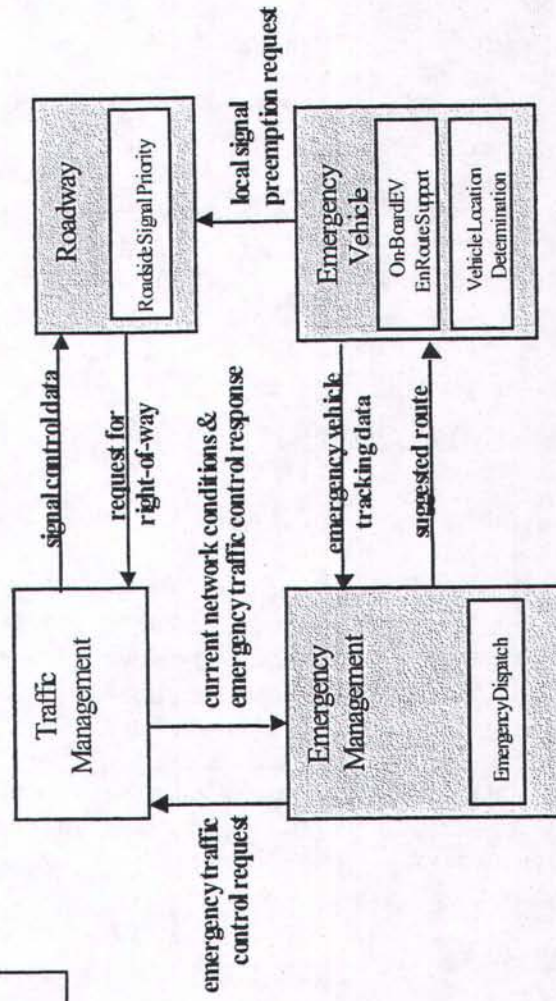 Traffic
Management
signal control data
request for
right-of-way
Roadway
Roadside Signal Priority
emergency traffic
control request
current network conditions &
emergency traffic control response
local signal
preemption request
Emergency
Management
Emergency Dispatch
emergency vehicle
tracking data
suggested route
Emergency
Vehicle
On-Board EV
En Route Support
Vehicle Location
Determination